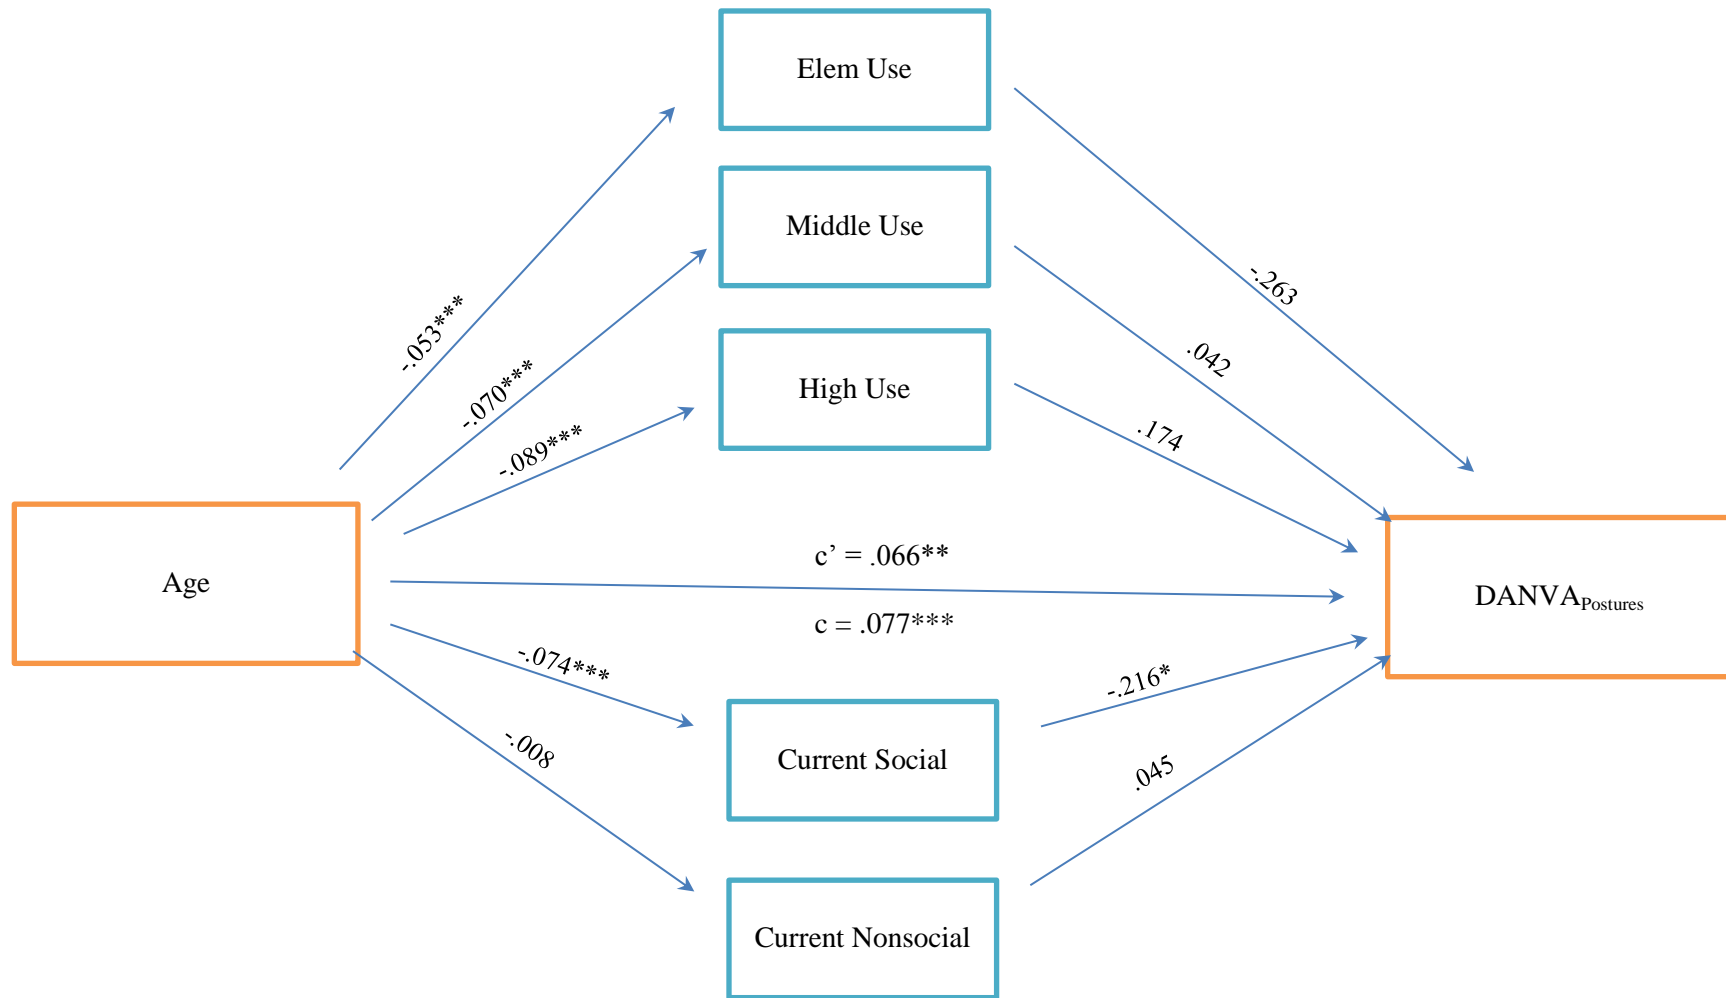 Elem Use
Middle Use
-.263
-.053***
.042
High Use
-.070***
.174
-.089***
c’ = .066**
Age
DANVAPostures
c = .077***
-.074***
-.216*
-.008
Current Social
.045
Current Nonsocial